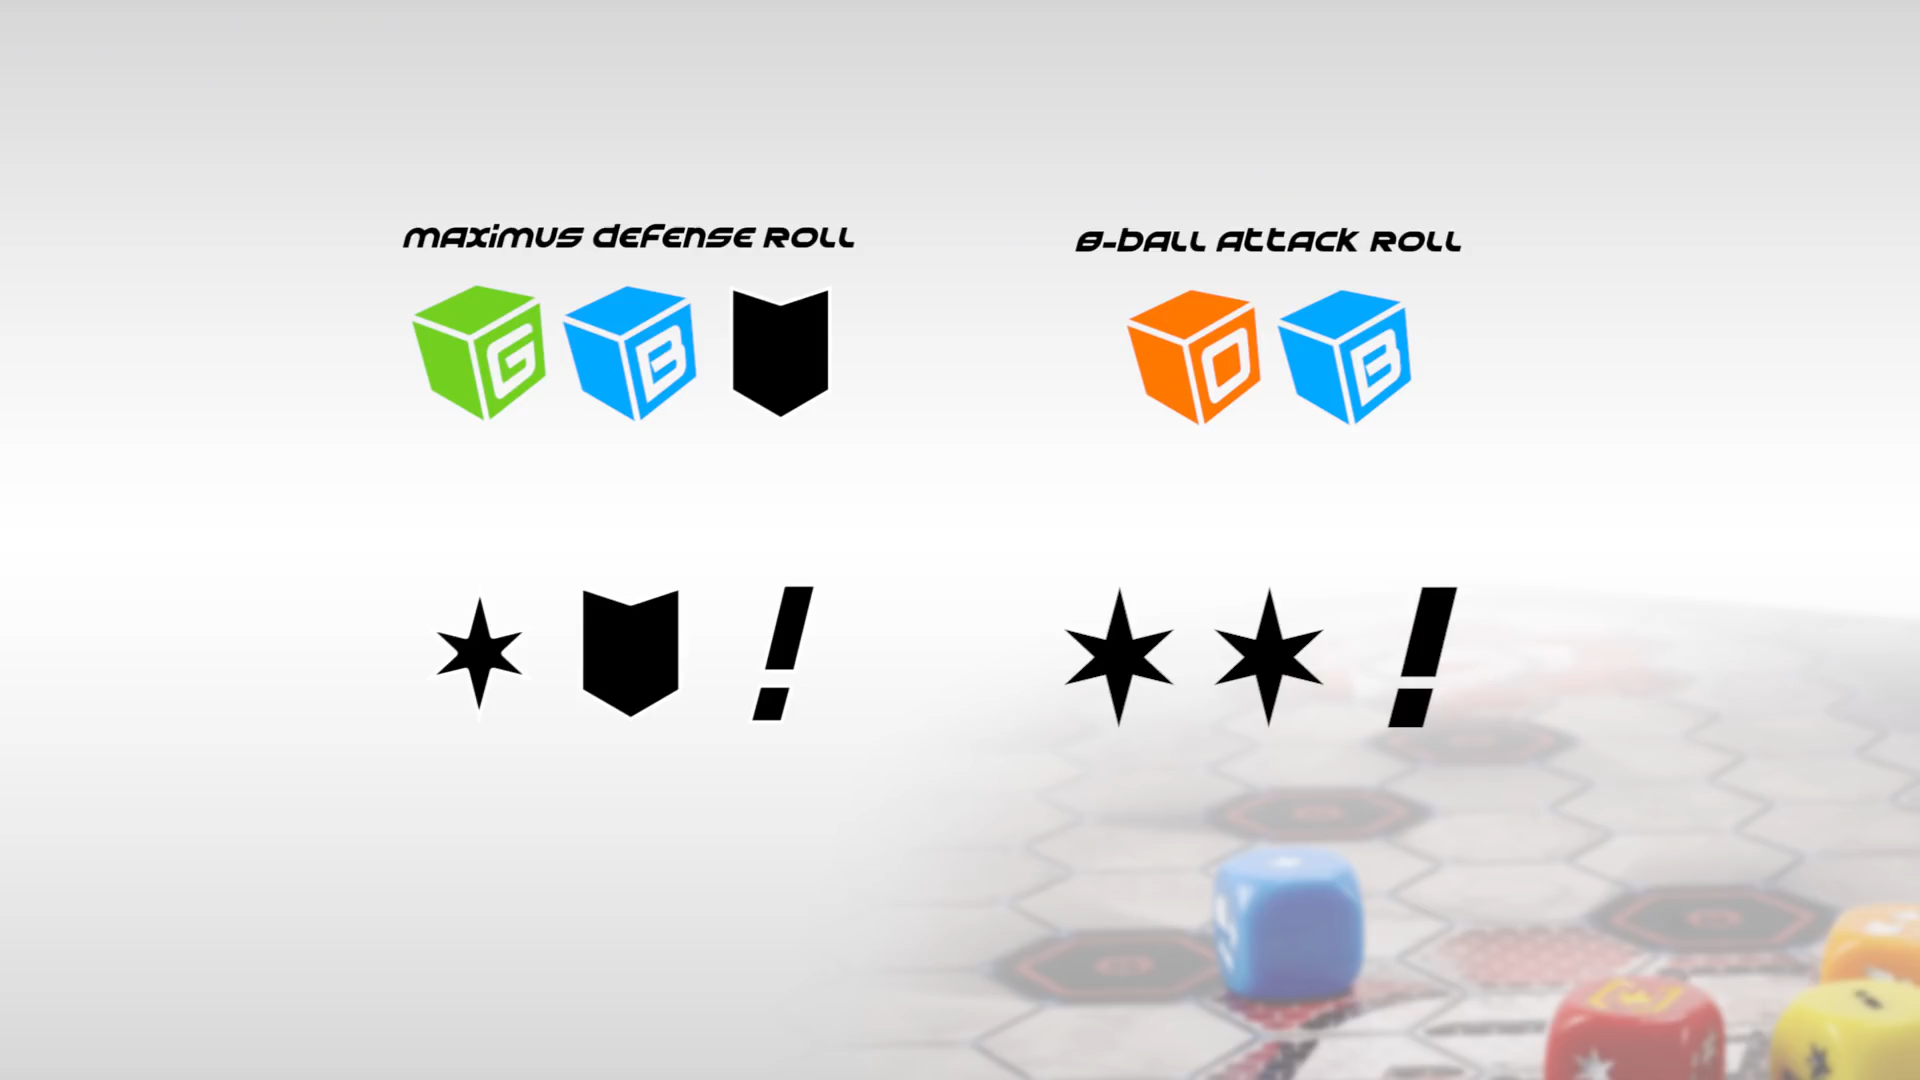 MAXIMUS DEFENSE ROLL
8-BALL ATTACK ROLL
G B
O B
!
!